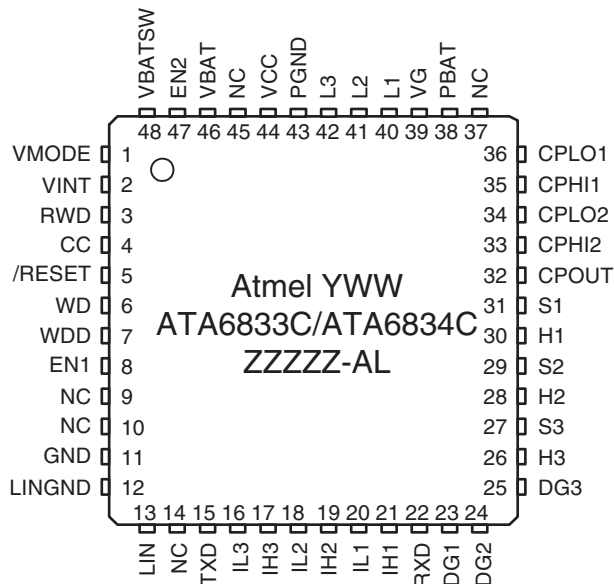 VBATSW EN2 VBAT NC VCC PGND L3 L2 L1 VG PBAT NC
48 47 46 45 44 43 42 41 40 39 38 37
VMODE 1 36 CPLO1
VINT 2 35 CPHI1
RWD 3 34 CPLO2
CC 4 33 CPHI2
/RESET 5 32 CPOUT
WD 6 31 S1
WDD 7 30 H1
EN1 8 29 S2
NC 9 28 H2
NC 10 27 S3
GND 11 26 H3
LINGND 12 25 DG3
Atmel YWW
ATA6833C/ATA6834C
ZZZZZ-AL
13 14 15 16 17 18 19 20 21 22 23 24
LIN NC TXD IL3 IH3 IL2 IH2 IL1 IH1 RXD DG1 DG2